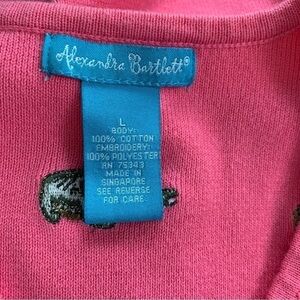 Alexandra Bartlett
L
BODY:
100% COTTON
EMBROIDERY:
100% POLYESTER
RN 75343
MADE IN
SINGAPORE
SEE REVERSE
FOR CARE